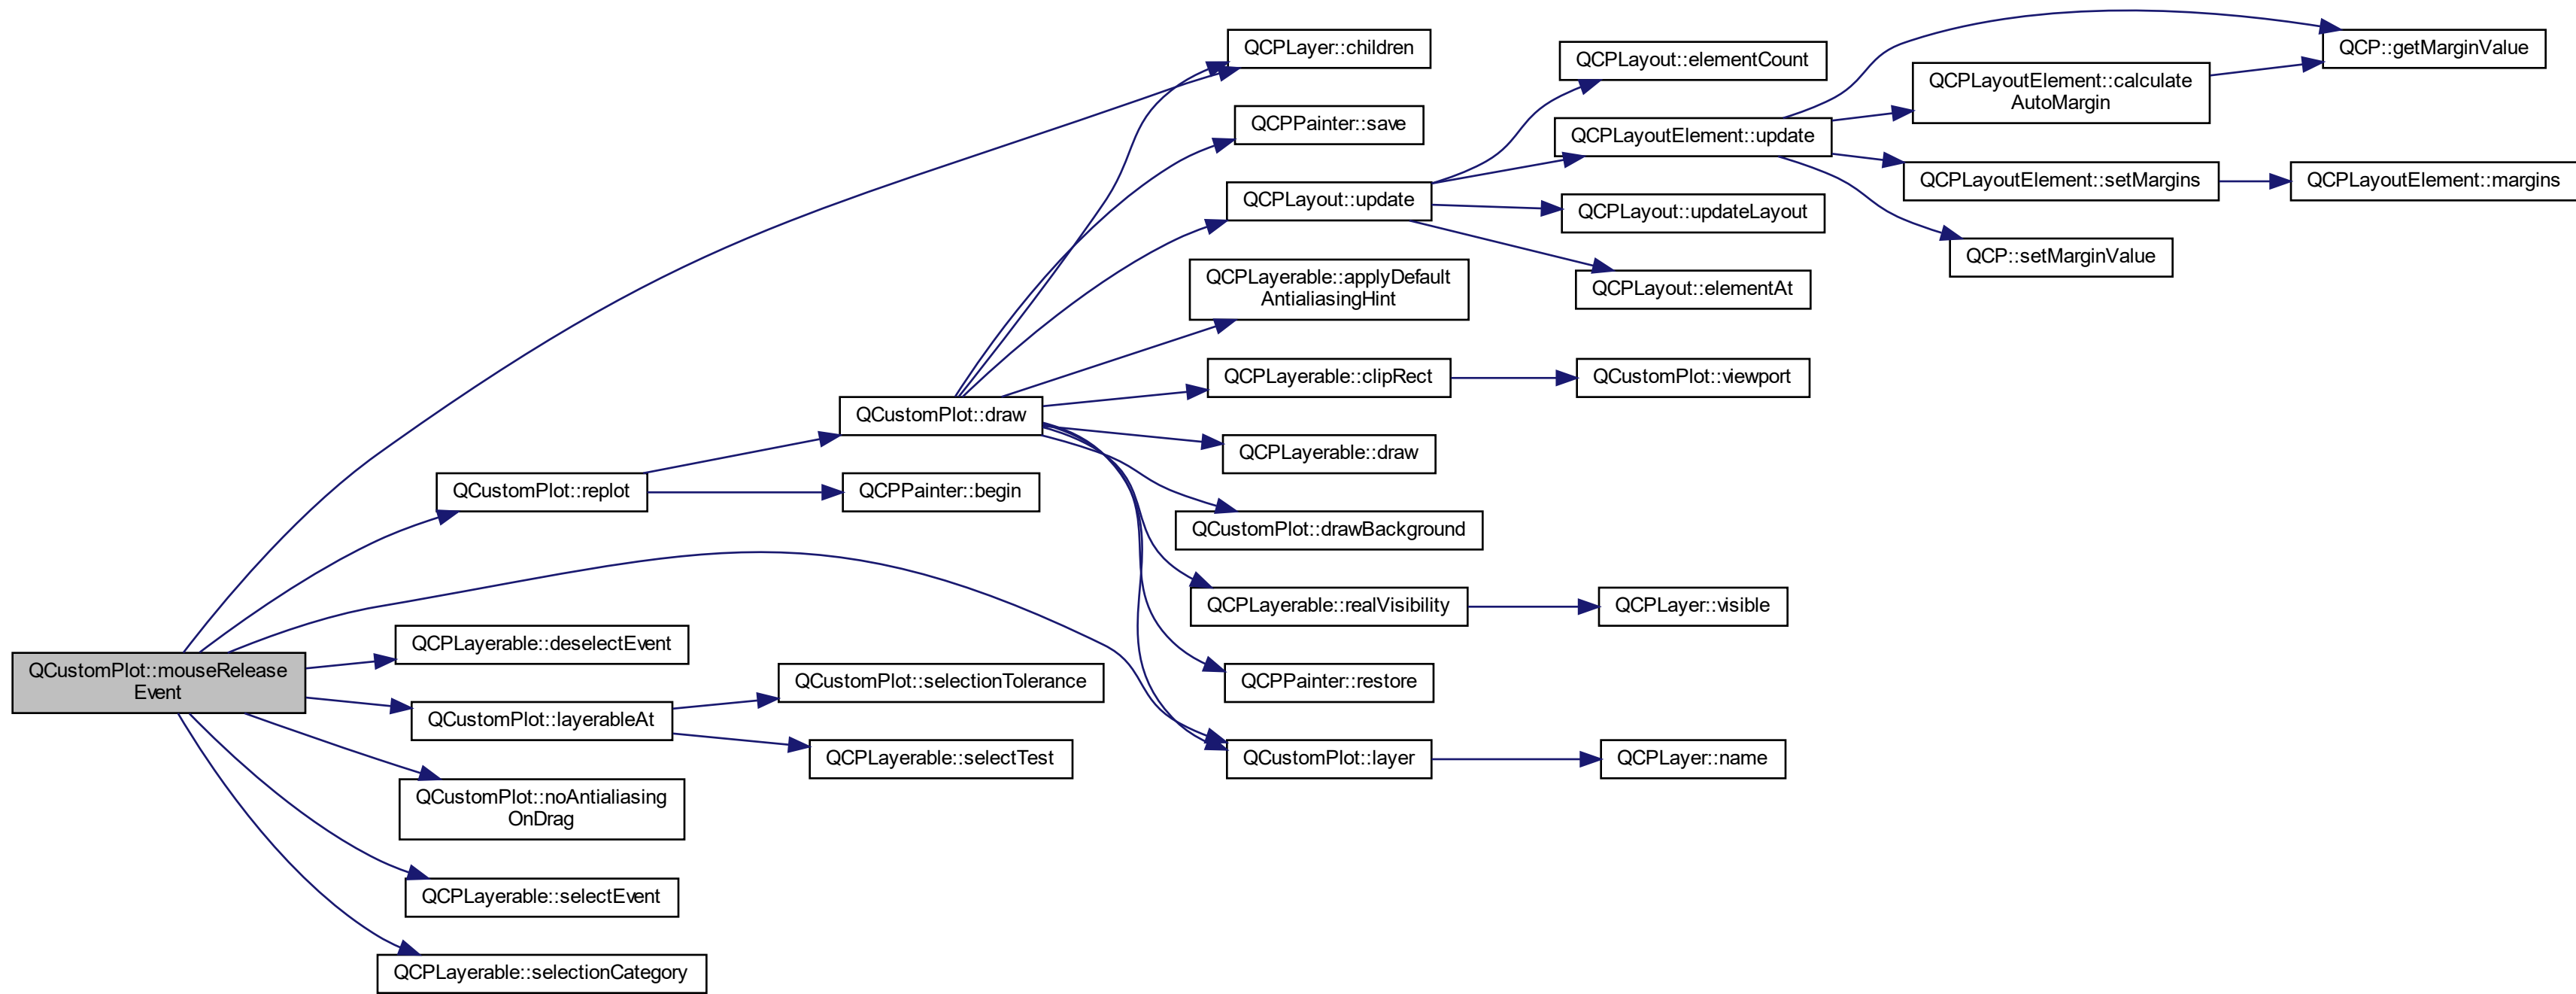 QCPLayer::children
QCPLayout::elementCount
QCP::getMarginValue
QCPLayoutElement::calculate
AutoMargin
QCPPainter::save
QCPLayoutElement::update
QCPLayout::update
QCPLayoutElement::setMargins
QCPLayoutElement::margins
QCPLayout::updateLayout
QCP::setMarginValue
QCPLayerable::applyDefault
AntialiasingHint
QCPLayout::elementAt
QCPLayerable::clipRect
QCustomPlot::viewport
QCustomPlot::draw
QCPLayerable::draw
QCustomPlot::replot
QCPPainter::begin
QCustomPlot::drawBackground
QCPLayerable::realVisibility
QCPLayer::visible
QCPLayerable::deselectEvent
QCustomPlot::mouseRelease
Event
QCustomPlot::selectionTolerance
QCPPainter::restore
QCustomPlot::layerableAt
QCPLayerable::selectTest
QCustomPlot::layer
QCPLayer::name
QCustomPlot::noAntialiasing
OnDrag
QCPLayerable::selectEvent
QCPLayerable::selectionCategory